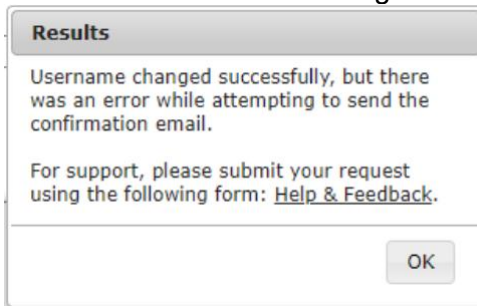 Results
Username changed successfully, but there
was an error while attempting to send the
confirmation email.
For support, please submit your request
using the following form: Help & Feedback.
OK